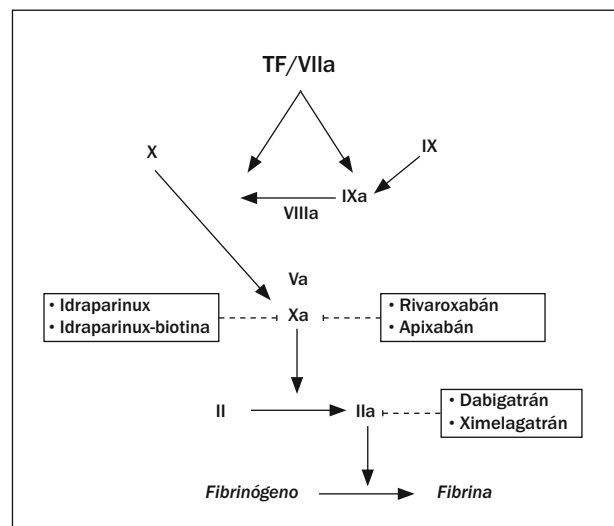 TF/VIIa
X
IX
IXa
VIIIa
Va
• Idraparinux
• Idraparinux-biotina
Xa
• Rivaroxabán
• Apixabán
II
IIa
• Dabigatrán
• Ximelagatrán
Fibrinógeno
Fibrina